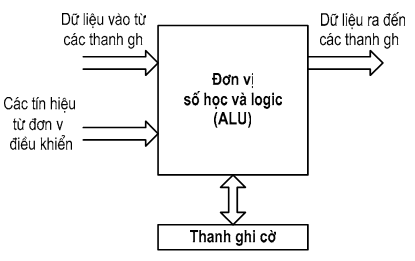 Dữ liệu vào từ
các thanh gh
Dữ liệu ra đến
các thanh gh
Các tín hiệu
từ đơn v
điều khiển
Đơn vị
số học và logic
(ALU)
Thanh ghi cờ